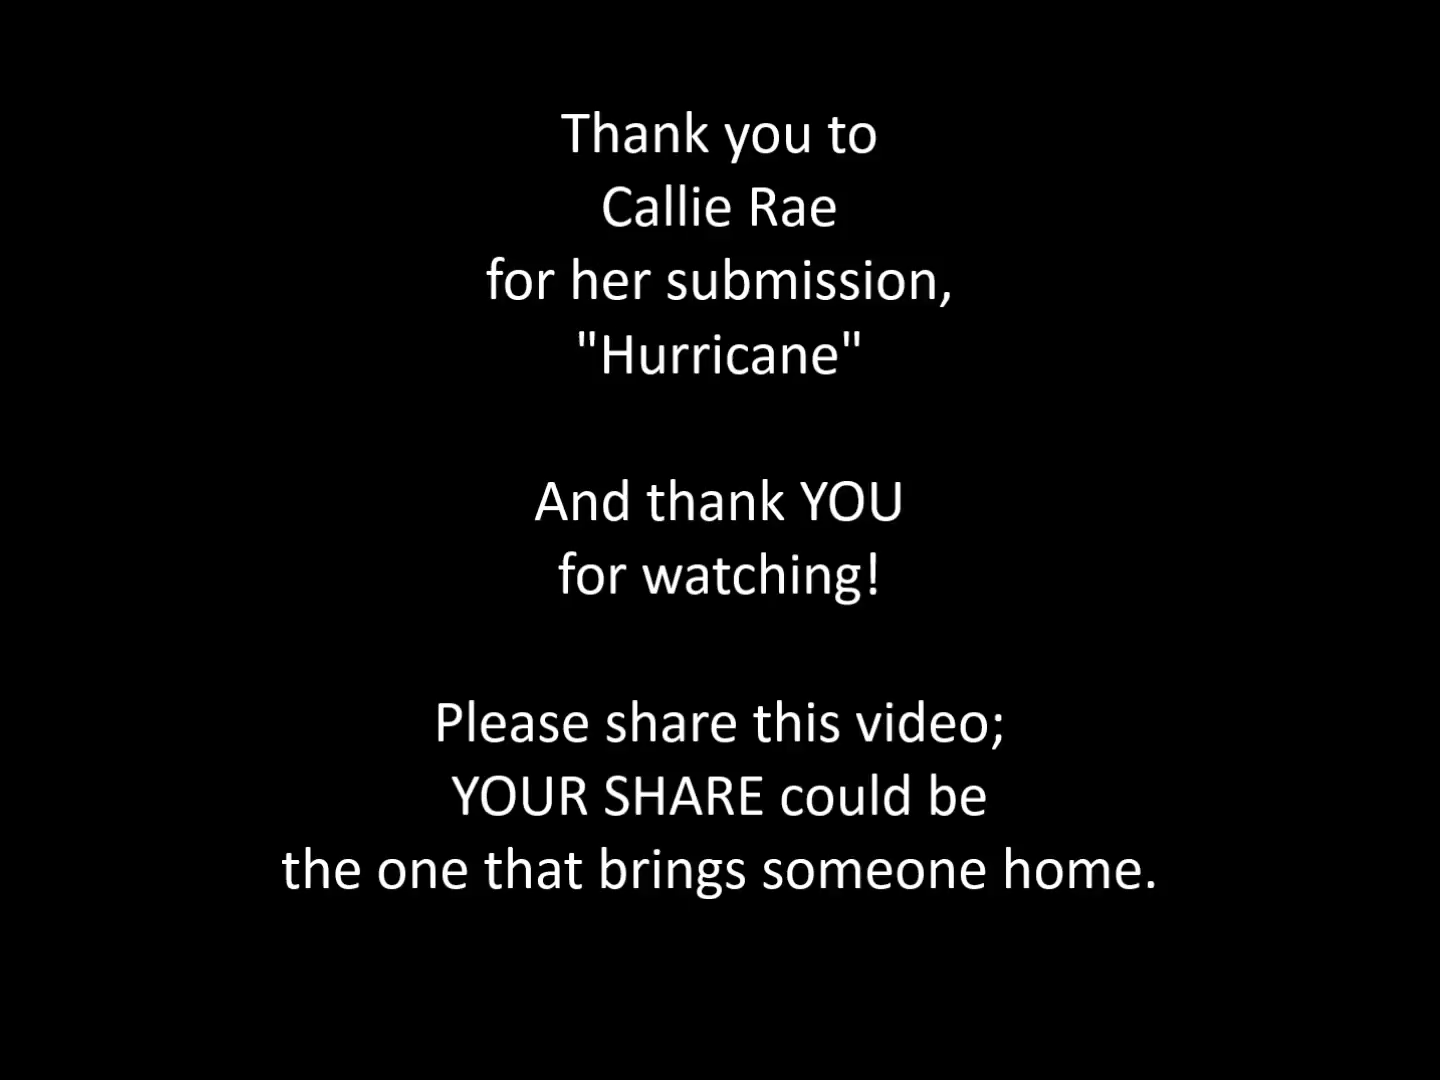 Thank you to
Callie Rae
for her submission,
"Hurricane"
And thank YOU
for watching!
Please share this video;
YOUR SHARE could be
the one that brings someone home.